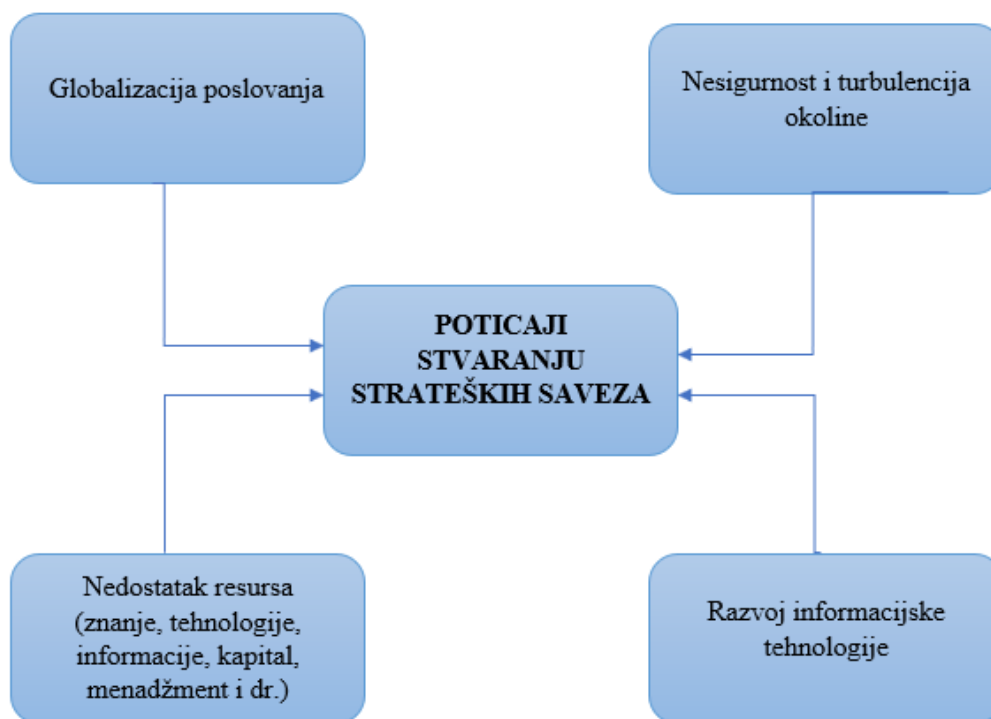 Globalizacija poslovanja
Nesigurnost i turbulencija
okoline
POTICAJI
STVARANJU
STRATEŠKIH SAVEZA
Nedostatak resursa
(znanje, tehnologije,
informacije, kapital,
menadžment i dr.)
Razvoj informacijske
tehnologije